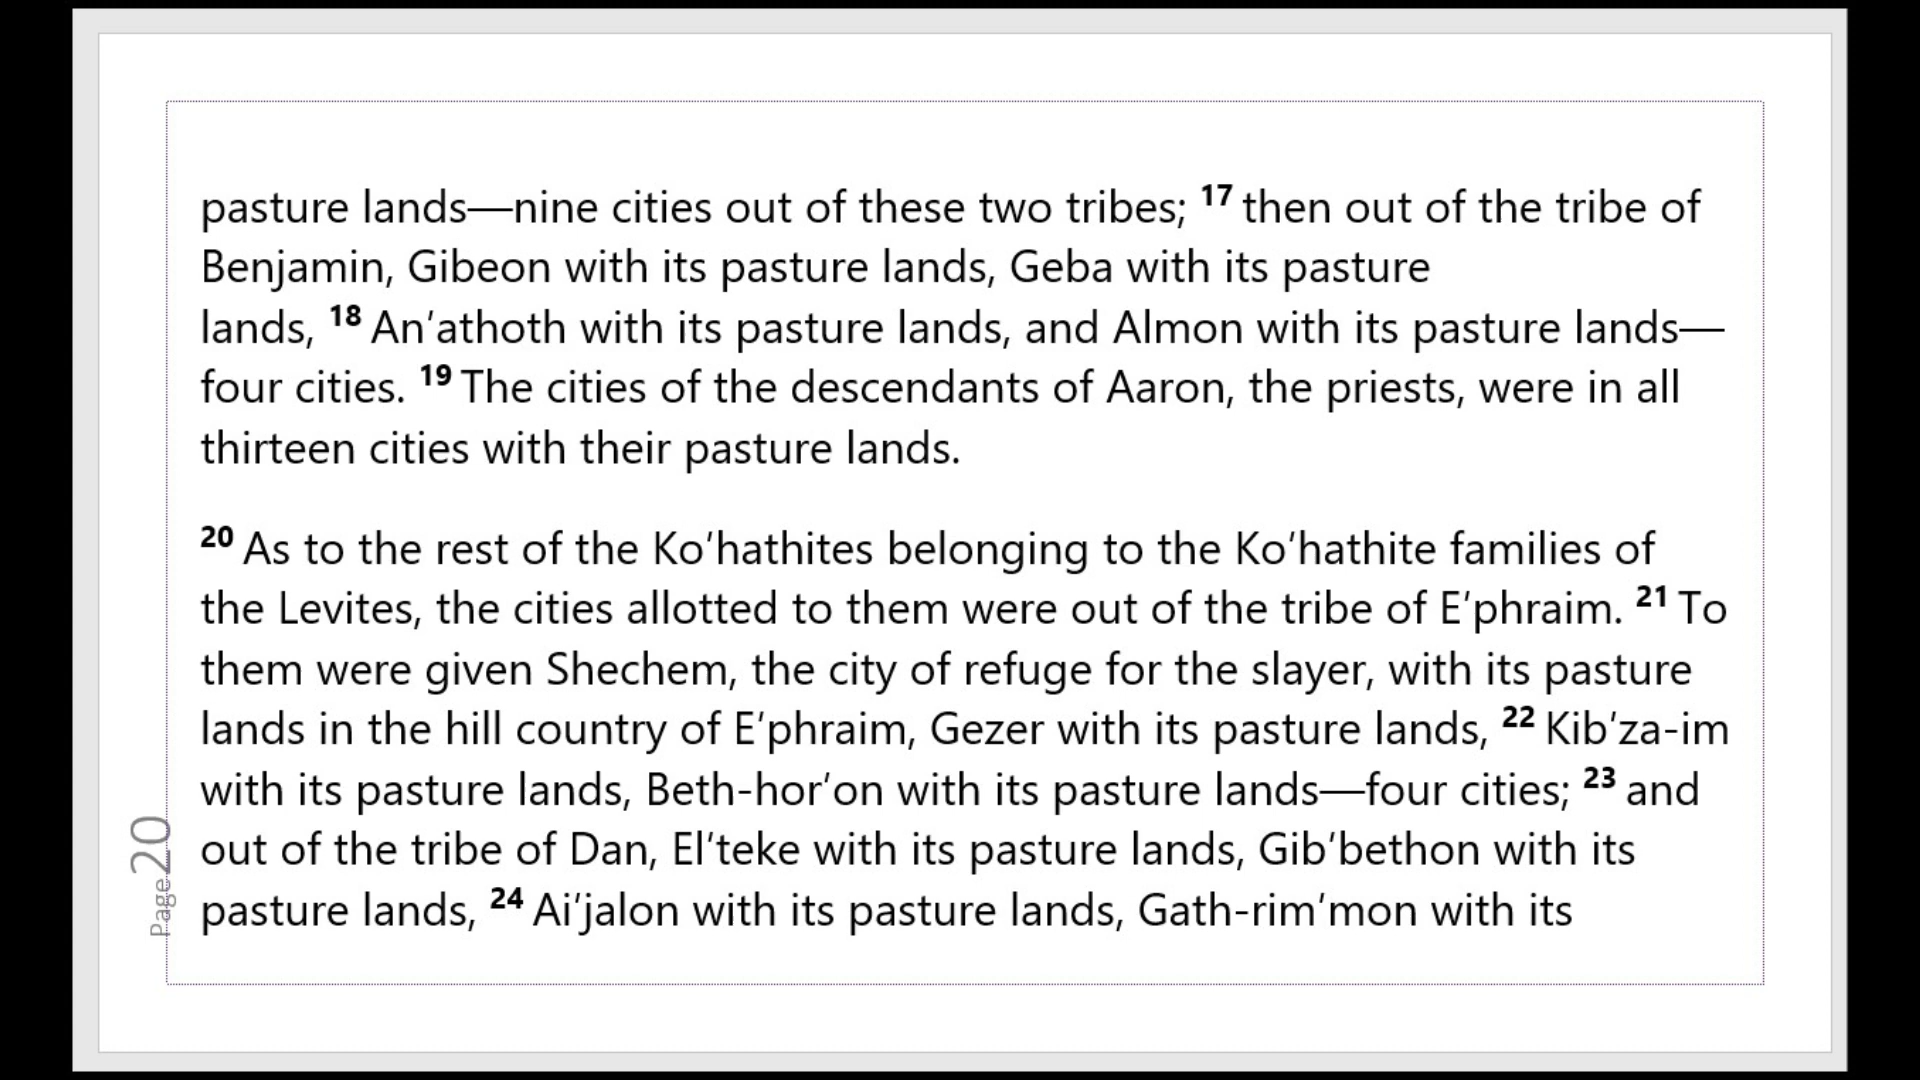 pasture lands—nine cities out of these two tribes; 17 then out of the tribe of
Benjamin, Gibeon with its pasture lands, Geba with its pasture
lands, 18 An′athoth with its pasture lands, and Almon with its pasture lands—
four cities. 19 The cities of the descendants of Aaron, the priests, were in all
thirteen cities with their pasture lands.
20 As to the rest of the Ko′hathites belonging to the Ko′hathite families of
the Levites, the cities allotted to them were out of the tribe of E′phraim. 21 To
them were given Shechem, the city of refuge for the slayer, with its pasture
lands in the hill country of E′phraim, Gezer with its pasture lands, 22 Kib′za-im
with its pasture lands, Beth-hor′on with its pasture lands—four cities; 23 and
out of the tribe of Dan, El′teke with its pasture lands, Gib′bethon with its
pasture lands, 24 Ai′jalon with its pasture lands, Gath-rim′mon with its
Page 20